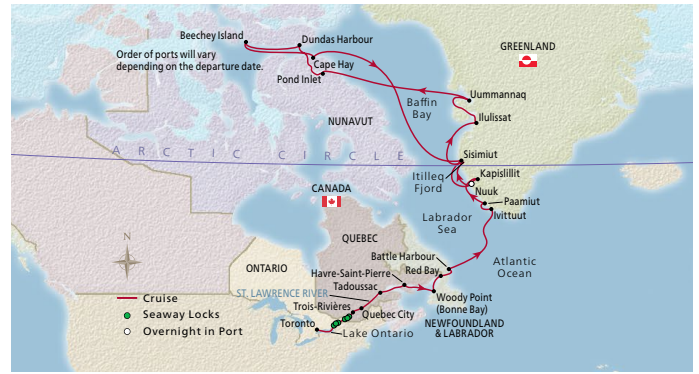 Beechey Island
Dundas Harbour
Order of ports will vary
depending on the departure date.
Cape Hay
Pond Inlet
GREENLAND
Uummannaq
Baffin
Bay
Ilulissat
NUNAVUT
ARCTIC CIRCLE
Sisimiut
Itilleq
Fjord
Kapislillit
Nuuk
CANADA
Paamiut
Ivittuut
Labrador
Sea
QUEBEC
Battle Harbour
Atlantic
Ocean
N
ONTARIO
Havre-Saint-Pierre
Red Bay
Tadoussac
ST. LAWRENCE RIVER
Cruise
Seaway Locks
Overnight in Port
Trois-Rivières
Quebec City
Woody Point
(Bonne Bay)
Toronto
NEWFOUNDLAND
& LABRADOR
Lake Ontario